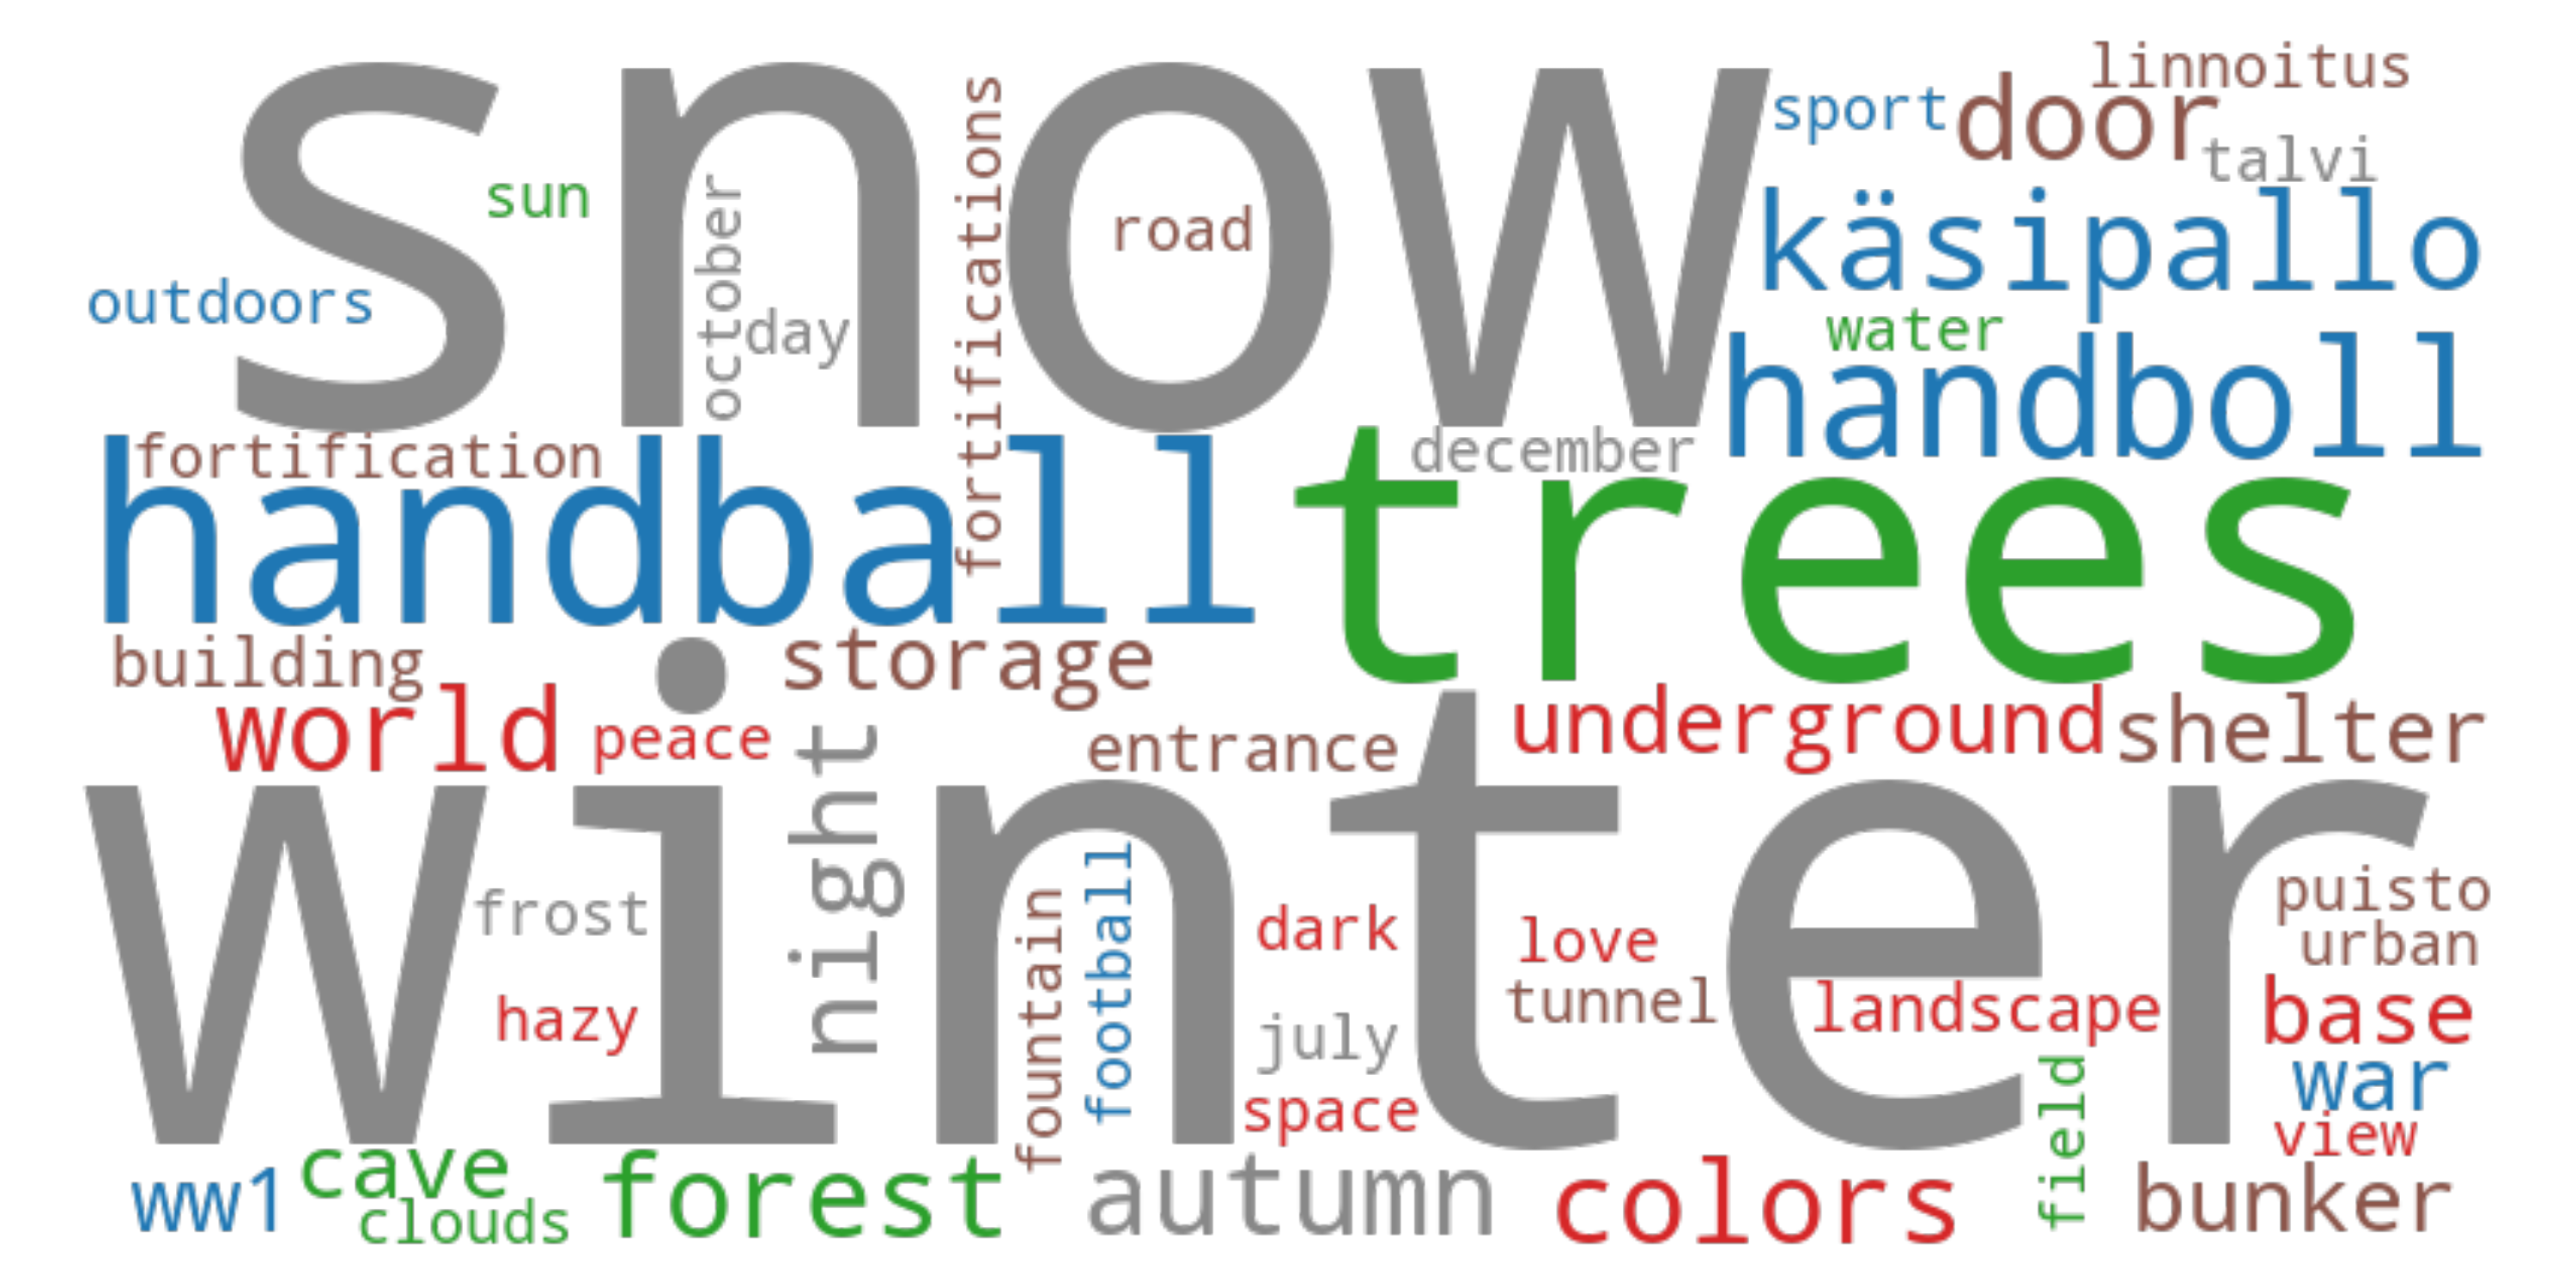 snow
linnoitus
sport
door
talvi
sun
october
fortifications
road
käsipallo
outdoors
day
water
handboll
fortification
handball
december
trees
building
storage
world
peace
underground
shelter
entrance
night
winter
frost
fountain
football
dark
love
puisto
urban
hazy
july
tunnel
landscape
base
space
field
war
view
ww1
cave
clouds
forest
autumn
colors
bunker